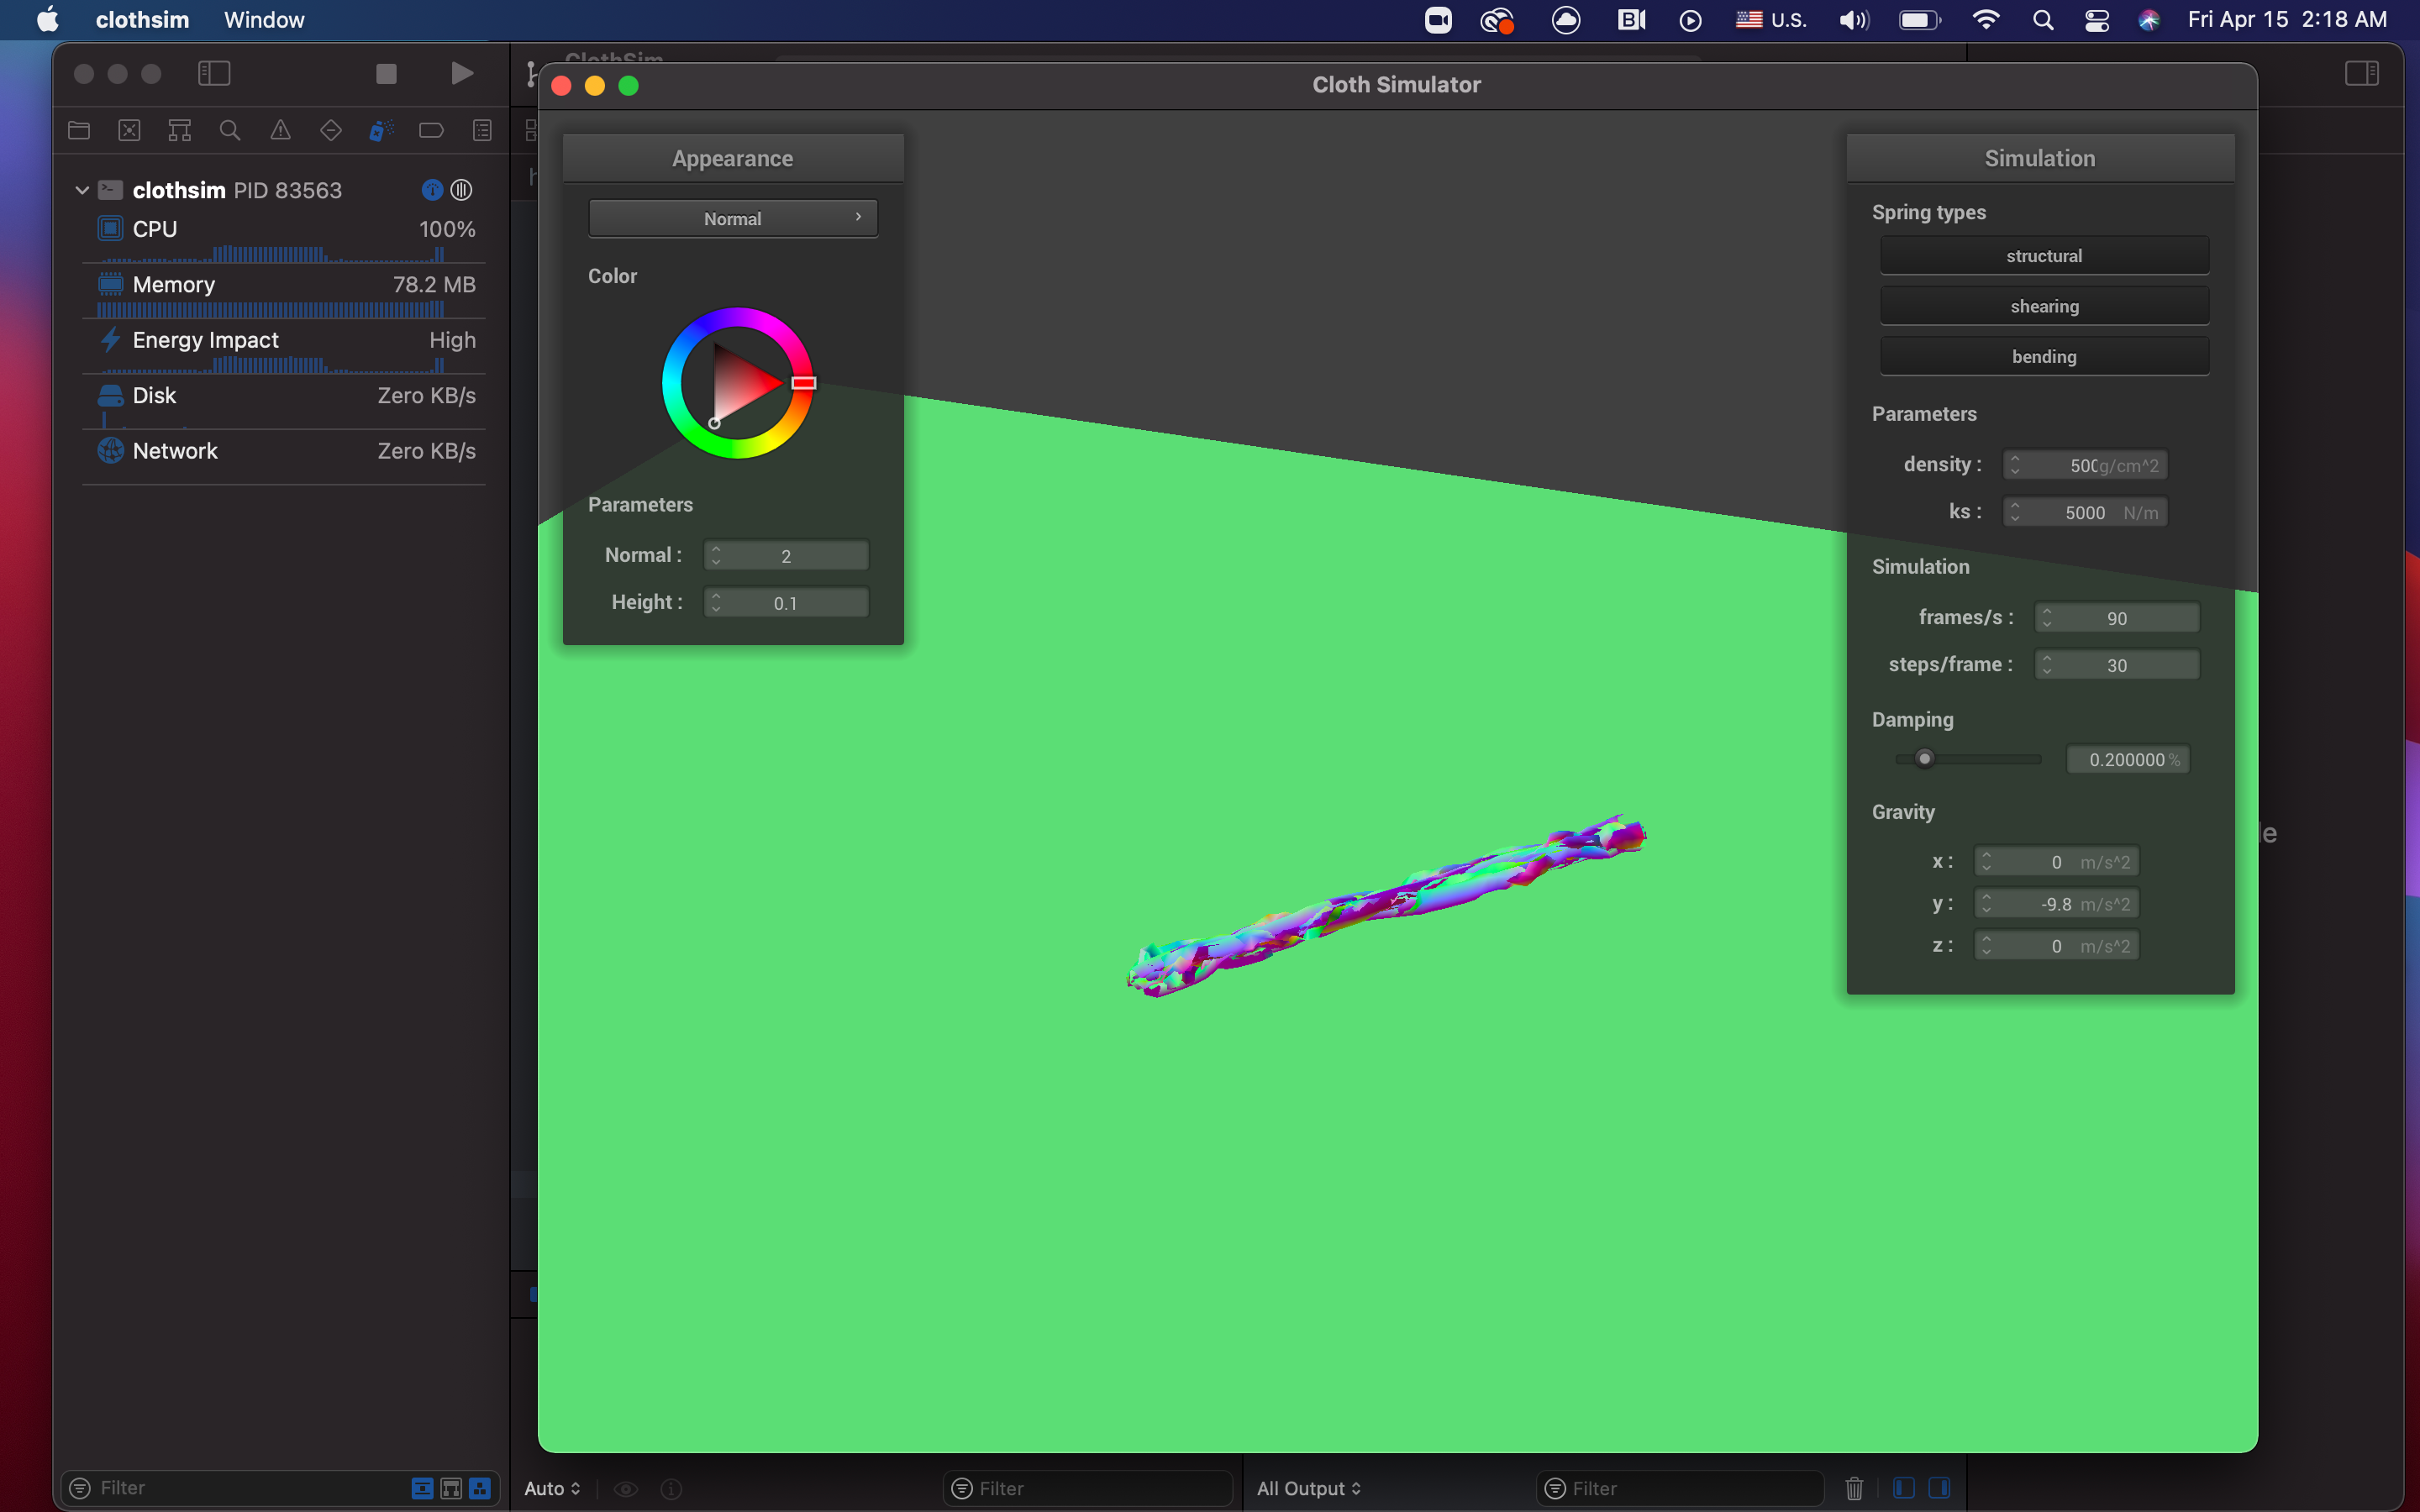 clothsim Window U.S. Fri Apr 15 2:18 AM
ClothSim
Cloth Simulator
clothsim PID 83563
CPU 100%
Memory 78.2 MB
Energy Impact High
Disk Zero KB/s
Network Zero KB/s
Appearance
Normal
Color
Parameters
Normal : 2
Height : 0.1
Simulation
Spring types
structural
shearing
bending
Parameters
density : 500 g/cm^2
ks : 5000 N/m
Simulation
frames/s : 90
steps/frame : 30
Damping
0.200000 %
Gravity
x : 0 m/s^2
y : -9.8 m/s^2
z : 0 m/s^2
Filter
Auto
Filter
All Output
Filter